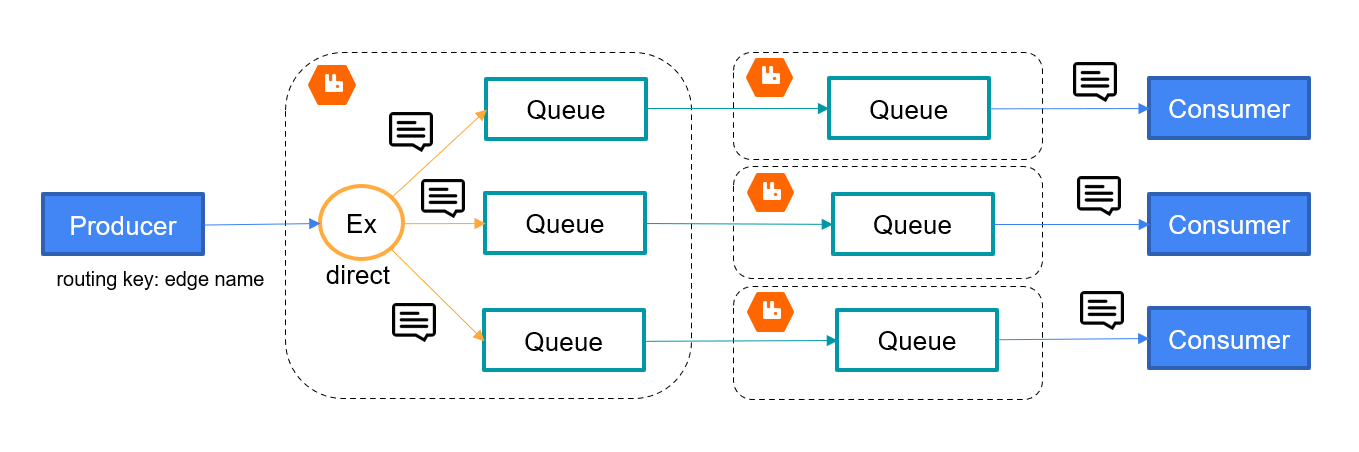 Queue
Queue
Consumer
Producer
Ex
Queue
Queue
Consumer
routing key: edge name
direct
Queue
Queue
Consumer